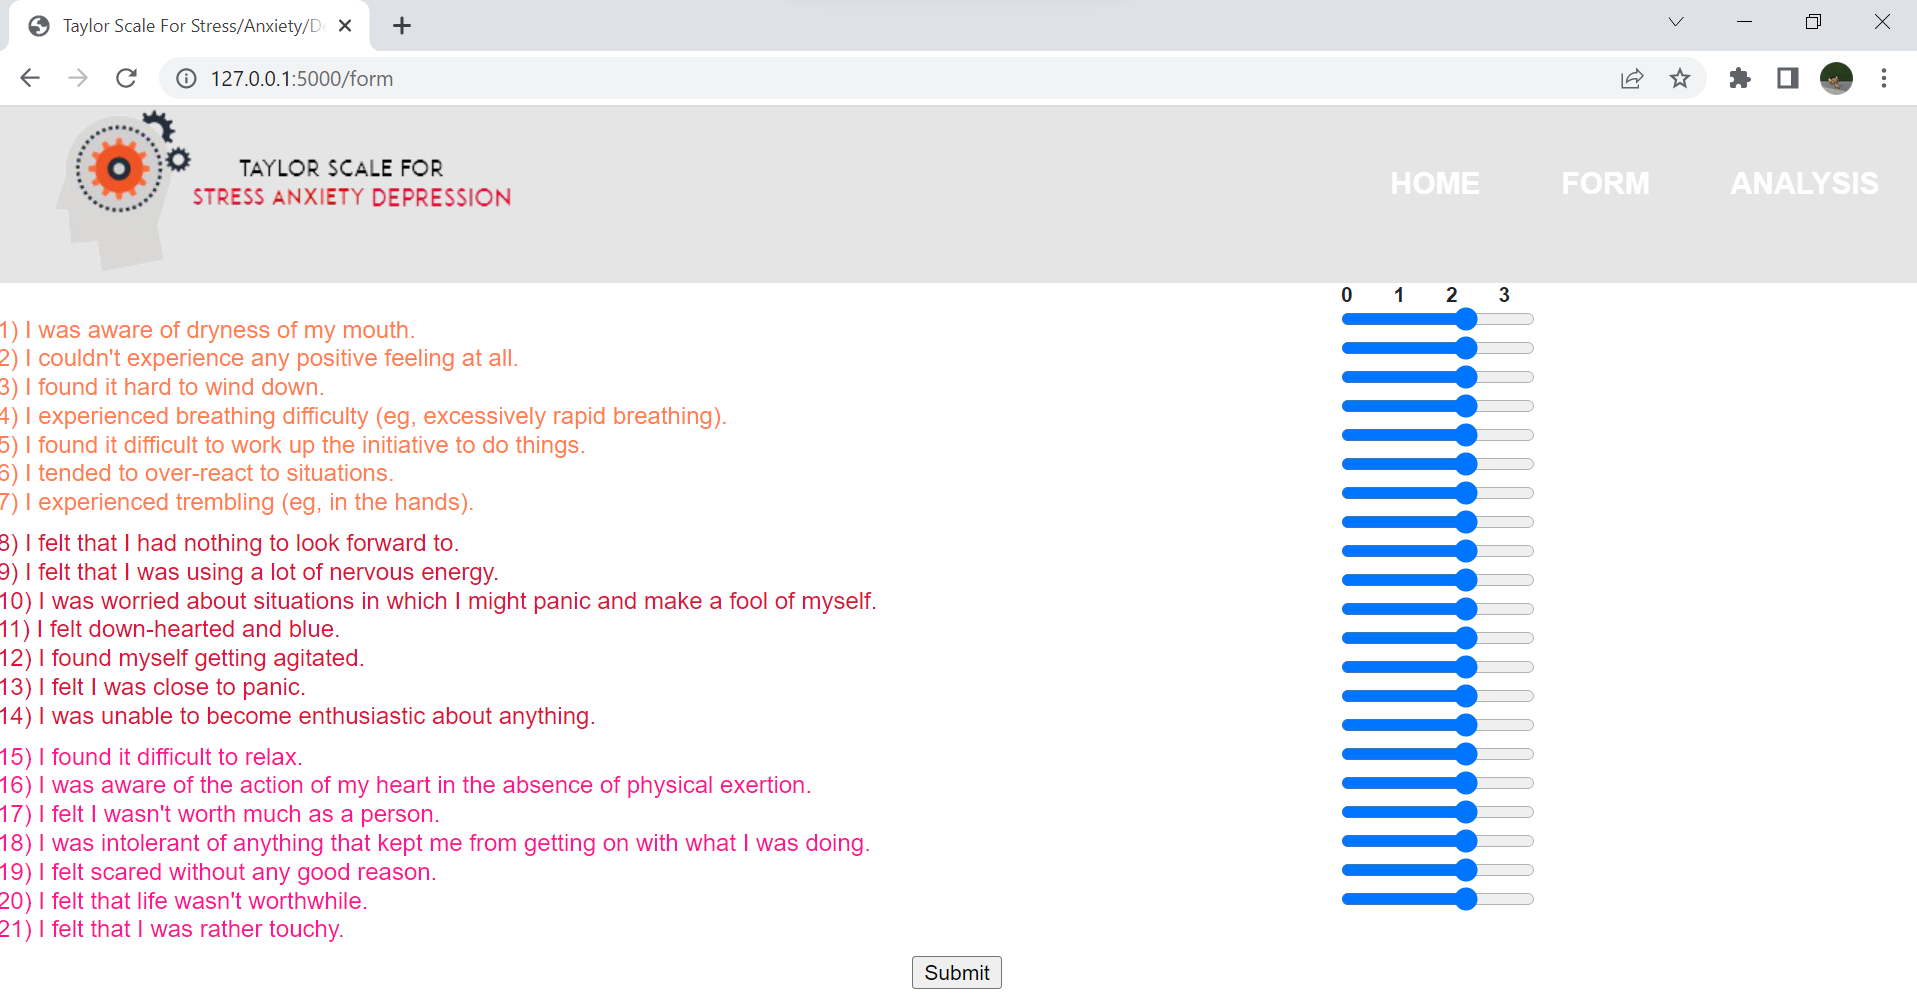 Taylor Scale For Stress/Anxiety/D
127.0.0.1:5000/form
TAYLOR SCALE FOR
STRESS ANXIETY DEPRESSION
HOME FORM ANALYSIS
0 1 2 3
1) I was aware of dryness of my mouth.
2) I couldn't experience any positive feeling at all.
3) I found it hard to wind down.
4) I experienced breathing difficulty (eg, excessively rapid breathing).
5) I found it difficult to work up the initiative to do things.
6) I tended to over-react to situations.
7) I experienced trembling (eg, in the hands).
8) I felt that I had nothing to look forward to.
9) I felt that I was using a lot of nervous energy.
10) I was worried about situations in which I might panic and make a fool of myself.
11) I felt down-hearted and blue.
12) I found myself getting agitated.
13) I felt I was close to panic.
14) I was unable to become enthusiastic about anything.
15) I found it difficult to relax.
16) I was aware of the action of my heart in the absence of physical exertion.
17) I felt I wasn't worth much as a person.
18) I was intolerant of anything that kept me from getting on with what I was doing.
19) I felt scared without any good reason.
20) I felt that life wasn't worthwhile.
21) I felt that I was rather touchy.
Submit